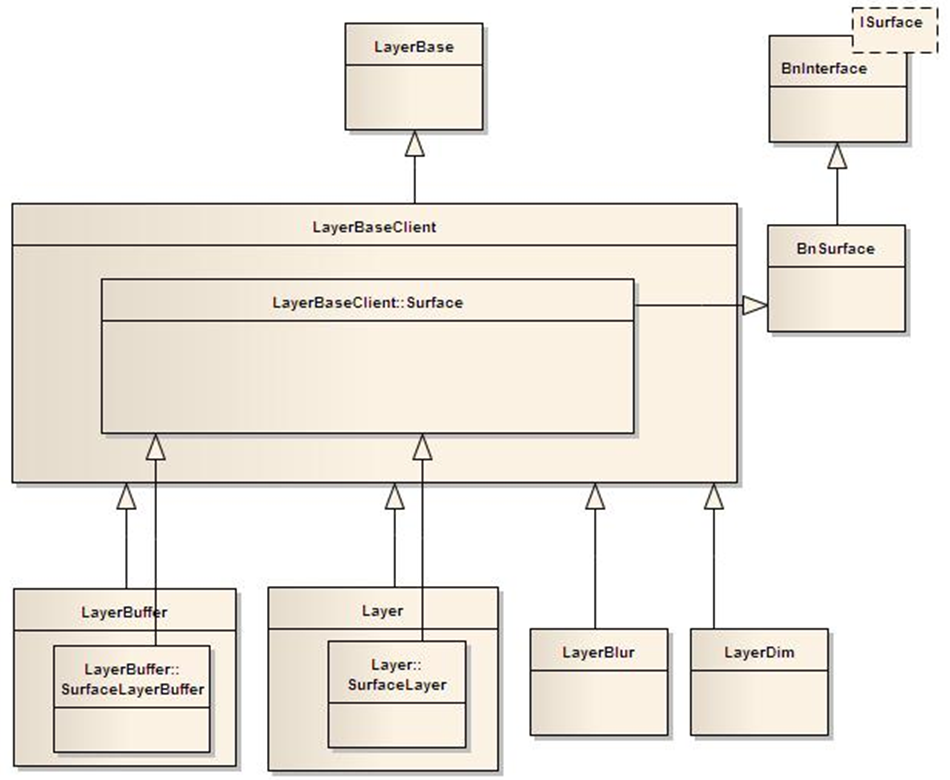 ISurface
LayerBase
BnInterface
LayerBaseClient
BnSurface
LayerBaseClient::Surface
LayerBuffer
Layer
LayerBlur
LayerDim
LayerBuffer::
SurfaceLayerBuffer
Layer::
SurfaceLayer